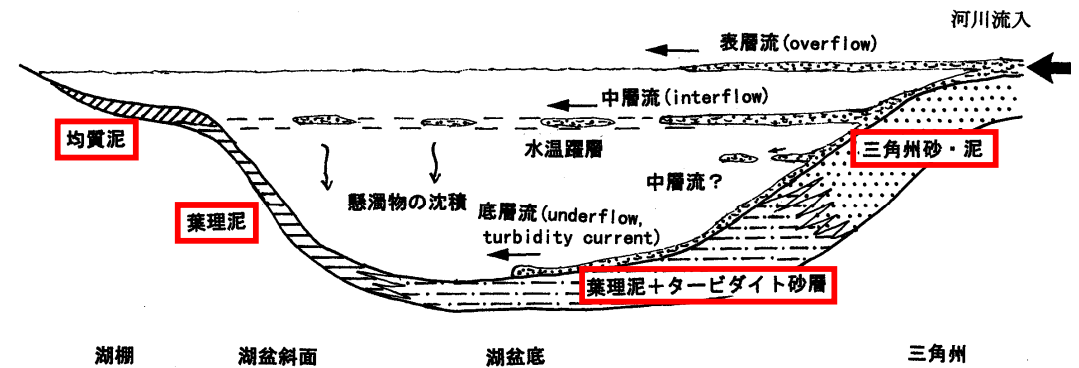 河川流入
表層流(overflow)
中層流(interflow)
均質泥
水温躍層
三角州砂・泥
中層流?
懸濁物の沈積
葉理泥
底層流(underflow,
turbidity current)
葉理泥+タービダイト砂層
湖棚
湖盆斜面
湖盆底
三角州